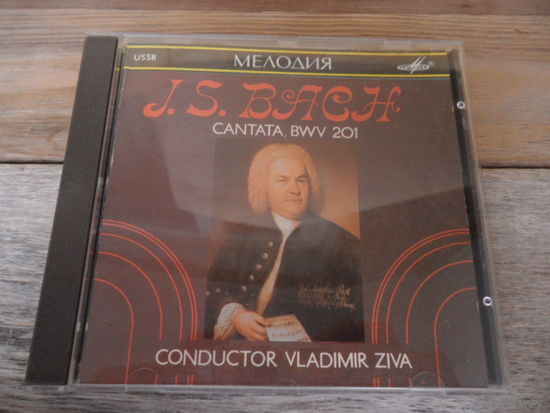 USSR
МЕЛОДИЯ
J. S. BACH
CANTATA, BWV 201
CONDUCTOR VLADIMIR ZIVA